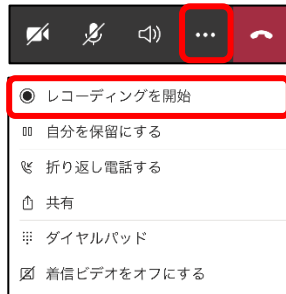 レコーディングを開始
自分を保留にする
折り返し電話する
共有
ダイヤルパッド
着信ビデオをオフにする